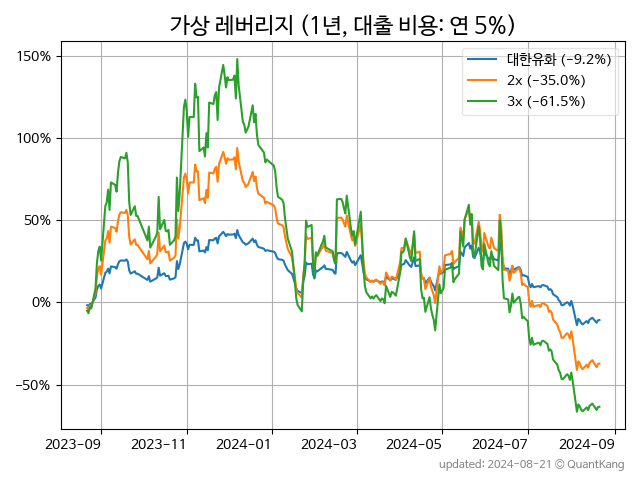 가상 레버리지 (1년, 대출 비용: 연 5%)
150%
100%
50%
0%
−50%
대한유화 (−9.2%)
2x (−35.0%)
3x (−61.5%)
2023-09 2023-11 2024-01 2024-03 2024-05 2024-07 2024-09
updated: 2024-08-21 © QuantKang